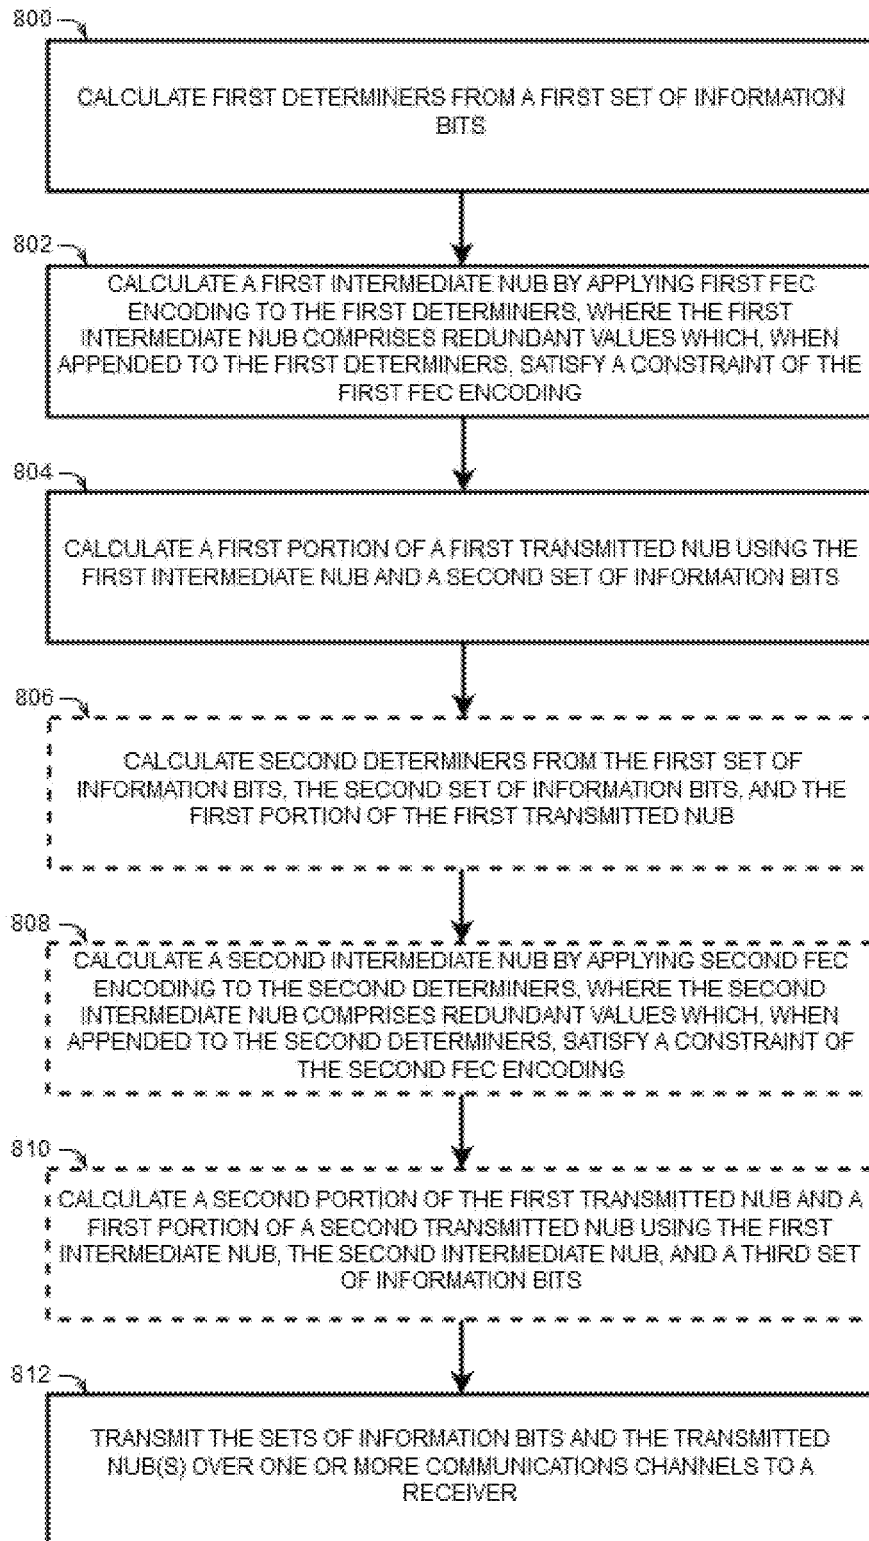 800
CALCULATE FIRST DETERMINERS FROM A FIRST SET OF INFORMATION
BITS
802
CALCULATE A FIRST INTERMEDIATE NUB BY APPLYING FIRST FEC
ENCODING TO THE FIRST DETERMINERS, WHERE THE FIRST
INTERMEDIATE NUB COMPRISES REDUNDANT VALUES WHICH, WHEN
APPENDED TO THE FIRST DETERMINERS, SATISFY A CONSTRAINT OF THE
FIRST FEC ENCODING
804
CALCULATE A FIRST PORTION OF A FIRST TRANSMITTED NUB USING THE
FIRST INTERMEDIATE NUB AND A SECOND SET OF INFORMATION BITS
806
CALCULATE SECOND DETERMINERS FROM THE FIRST SET OF
INFORMATION BITS, THE SECOND SET OF INFORMATION BITS, AND THE
FIRST PORTION OF THE FIRST TRANSMITTED NUB
808
CALCULATE A SECOND INTERMEDIATE NUB BY APPLYING SECOND FEC
ENCODING TO THE SECOND DETERMINERS, WHERE THE SECOND
INTERMEDIATE NUB COMPRISES REDUNDANT VALUES WHICH, WHEN
APPENDED TO THE SECOND DETERMINERS, SATISFY A CONSTRAINT OF
THE SECOND FEC ENCODING
810
CALCULATE A SECOND PORTION OF THE FIRST TRANSMITTED NUB AND A
FIRST PORTION OF A SECOND TRANSMITTED NUB USING THE FIRST
INTERMEDIATE NUB, THE SECOND INTERMEDIATE NUB, AND A THIRD SET
OF INFORMATION BITS
812
TRANSMIT THE SETS OF INFORMATION BITS AND THE TRANSMITTED
NUB(S) OVER ONE OR MORE COMMUNICATIONS CHANNELS TO A
RECEIVER